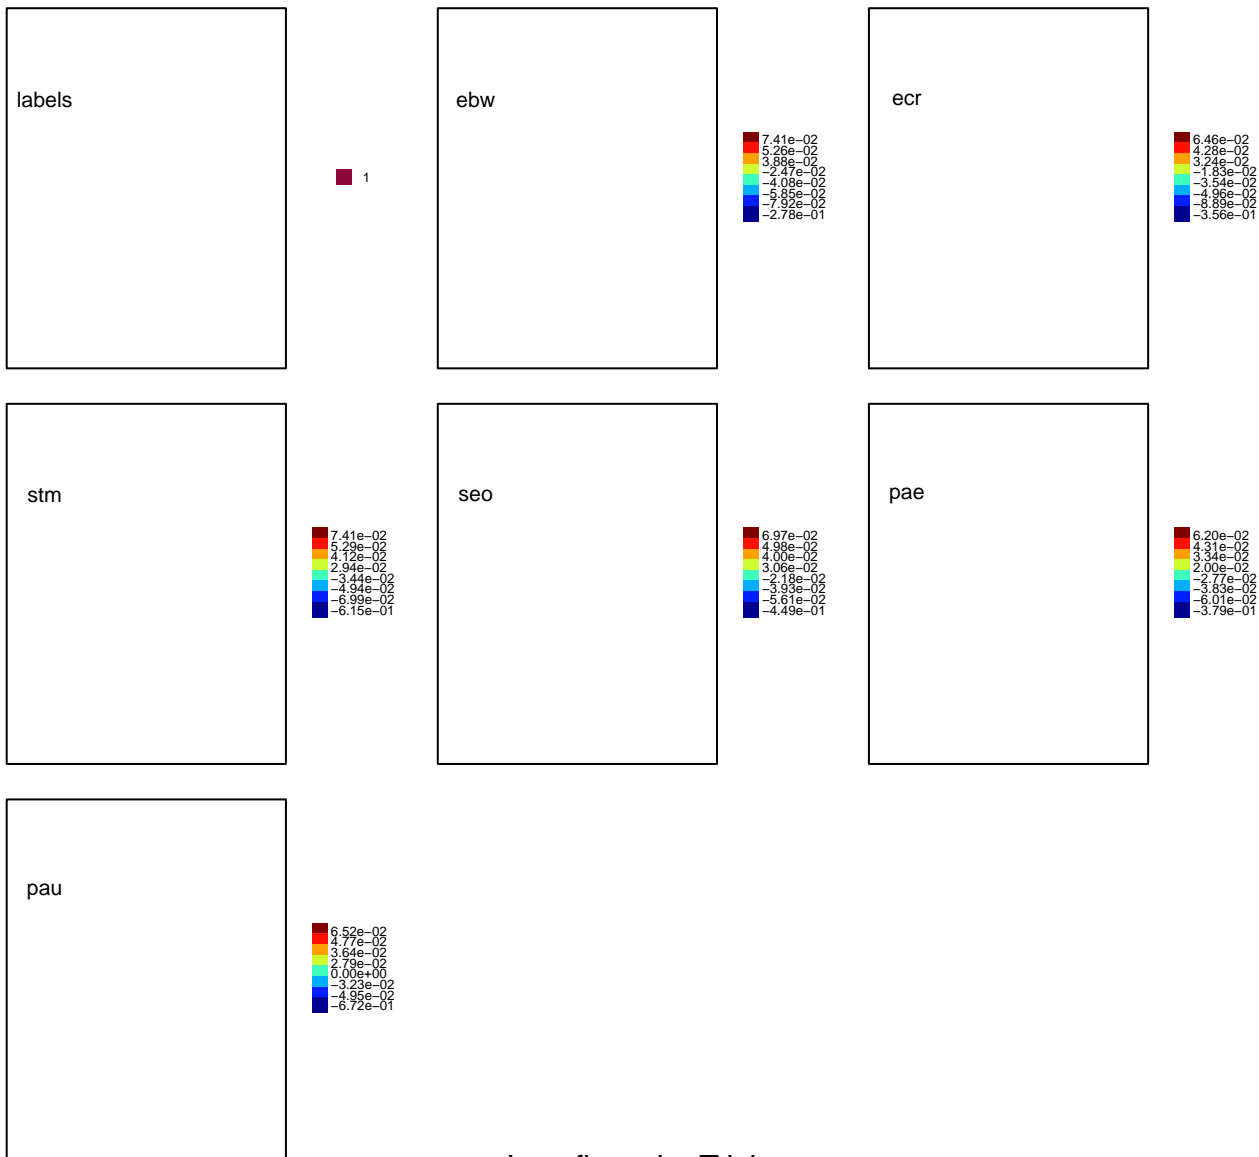 labels
1
ebw
7.41e−02
5.26e−02
3.88e−02
−2.47e−02
−4.08e−02
−5.85e−02
−7.92e−02
−2.78e−01
ecr
6.46e−02
4.28e−02
3.24e−02
−1.83e−02
−3.54e−02
−4.96e−02
−8.89e−02
−3.56e−01
stm
7.41e−02
5.29e−02
4.12e−02
2.94e−02
−3.44e−02
−4.94e−02
−6.99e−02
−6.15e−01
seo
6.97e−02
4.98e−02
4.00e−02
3.06e−02
−2.18e−02
−3.93e−02
−5.61e−02
−4.49e−01
pae
6.20e−02
4.31e−02
3.34e−02
2.00e−02
−2.77e−02
−3.83e−02
−6.01e−02
−3.79e−01
pau
6.52e−02
4.77e−02
3.64e−02
2.79e−02
0.00e+00
−3.23e−02
−4.95e−02
−6.72e−01